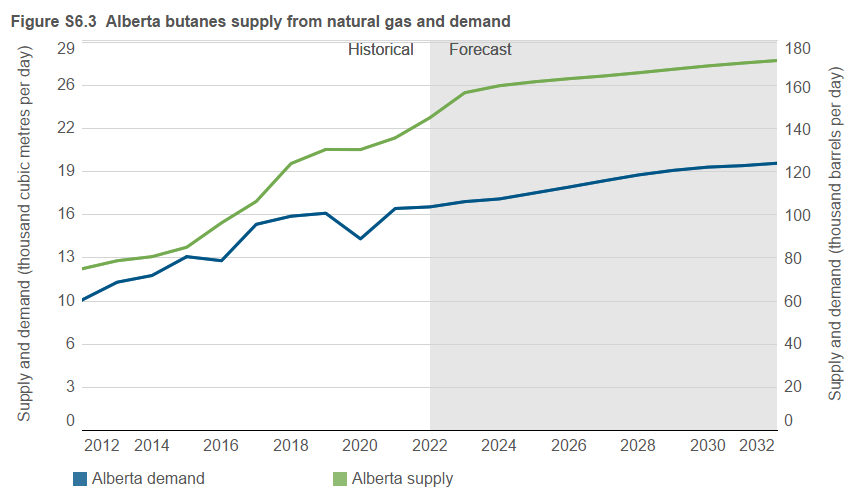 Figure S6.3 Alberta butanes supply from natural gas and demand
Historical
Forecast
Supply and demand (thousand cubic metres per day)
29
26
22
19
16
13
10
6
3
0
180
160
140
120
100
80
60
40
20
0
Supply and demand (thousand barrels per day)
2012 2014 2016 2018 2020 2022 2024 2026 2028 2030 2032
Alberta demand
Alberta supply